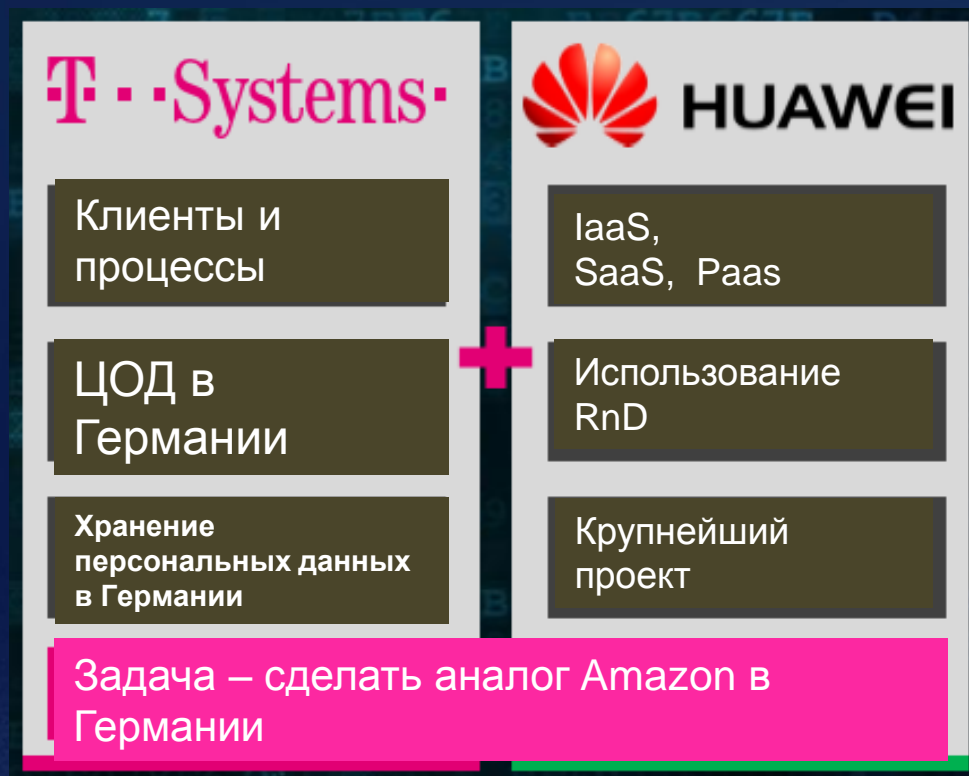 T··Systems·
Клиенты и
процессы
ЦОД в
Германии
Хранение
персональных данных
в Германии
HUAWEI
IaaS,
SaaS, Paas
Использование
RnD
Крупнейший
проект
Задача – сделать аналог Amazon в
Германии